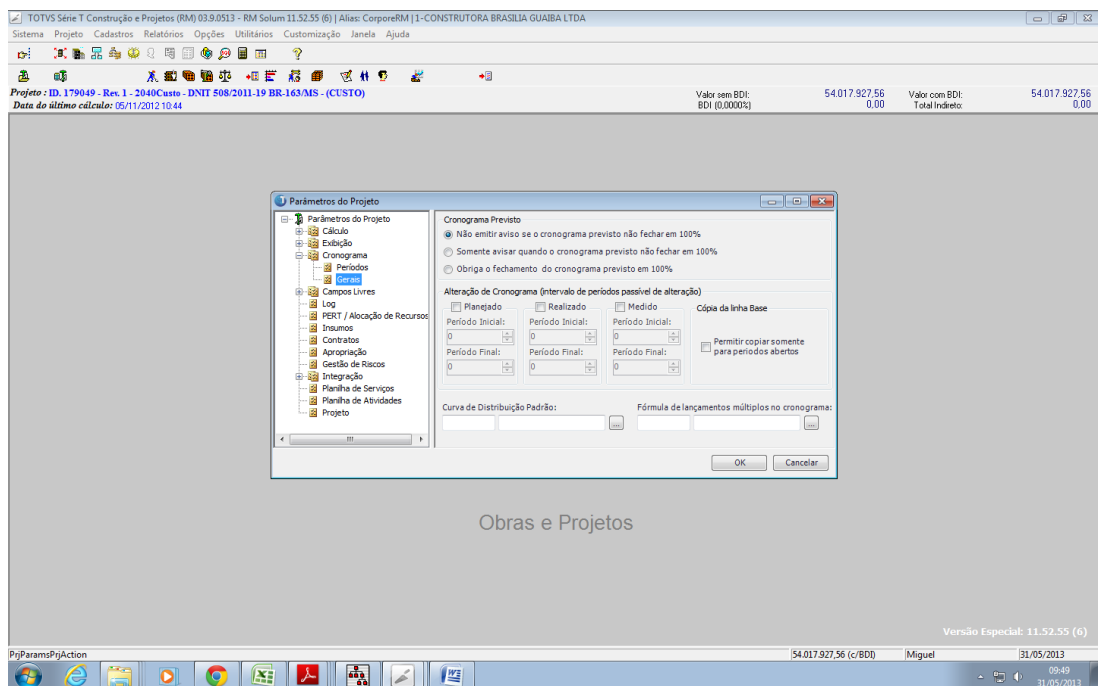 TOTVS Série T Construção e Projetos (RM) 03.9.0513 - RM Solum 11.52.55 (6) | Alias: CorporeRM | 1-CONSTRUTORA BRASILIA GUAIBA LTDA
Sistema Projeto Cadastros Relatórios Opções Utilitários Customização Janela Ajuda
Projeto : ID. 179049 - Rev. 1 - 2040Custo - DNIT 508/2011-19 BR-163/MS - (CUSTO)
Valor sem BDI: 54.017.927,56 Valor com BDI: 54.017.927,56
Data do último cálculo: 05/11/2012 10:44
BDI (0,0000%) 0,00 Total Indireto: 0,00
Parâmetros do Projeto
Parâmetros do Projeto
Cálculo
Exibição
Cronograma
Períodos
Gerais
Campos Livres
Log
PERT / Alocação de Recursos
Insumos
Contratos
Apropriação
Gestão de Riscos
Integração
Planilha de Serviços
Planilha de Atividades
Projeto
Cronograma Previsto
Não emitir aviso se o cronograma previsto não fechar em 100%
Somente avisar quando o cronograma previsto não fechar em 100%
Obriga o fechamento do cronograma previsto em 100%
Alteração de Cronograma (intervalo de períodos passível de alteração)
Planejado Realizado Medido Cópia da linha Base
Período Inicial: Período Inicial: Período Inicial:
0 0 0
Permitir copiar somente
para periodos abertos
Período Final: Período Final: Período Final:
0 0 0
Curva de Distribuição Padrão: Fórmula de lançamentos múltiplos no cronograma:
... ...
OK Cancelar
Obras e Projetos
Versão Especial: 11.52.55 (6)
PrjParamsPrjAction 54.017.927,56 (c/BDI) Miguel 31/05/2013
09:49
31/05/2013